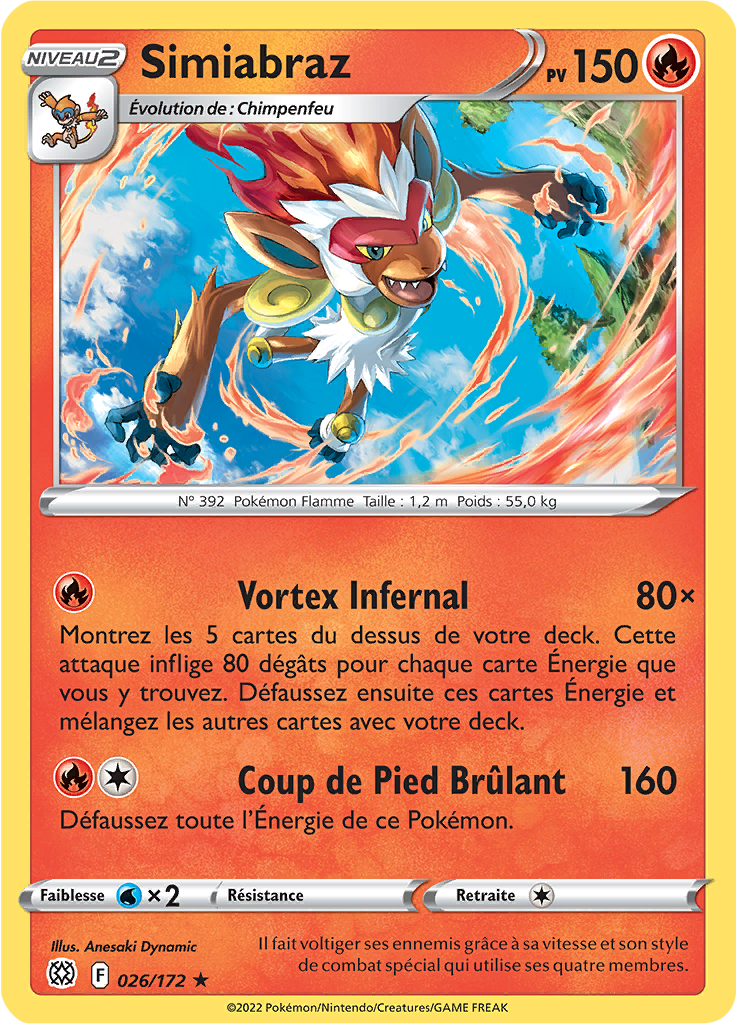 NIVEAU 2
Simiabraz
PV 150
Évolution de : Chimpenfeu
N° 392 Pokémon Flamme Taille : 1,2 m Poids : 55,0 kg
Vortex Infernal 80×
Montrez les 5 cartes du dessus de votre deck. Cette
attaque inflige 80 dégâts pour chaque carte Énergie que
vous y trouvez. Défaussez ensuite ces cartes Énergie et
mélangez les autres cartes avec votre deck.
Coup de Pied Brûlant 160
Défaussez toute l'Énergie de ce Pokémon.
Faiblesse ×2 Résistance Retraite
Illus. Anesaki Dynamic
Il fait voltiger ses ennemis grâce à sa vitesse et son style
de combat spécial qui utilise ses quatre membres.
F 026/172 ★
©2022 Pokémon/Nintendo/Creatures/GAME FREAK